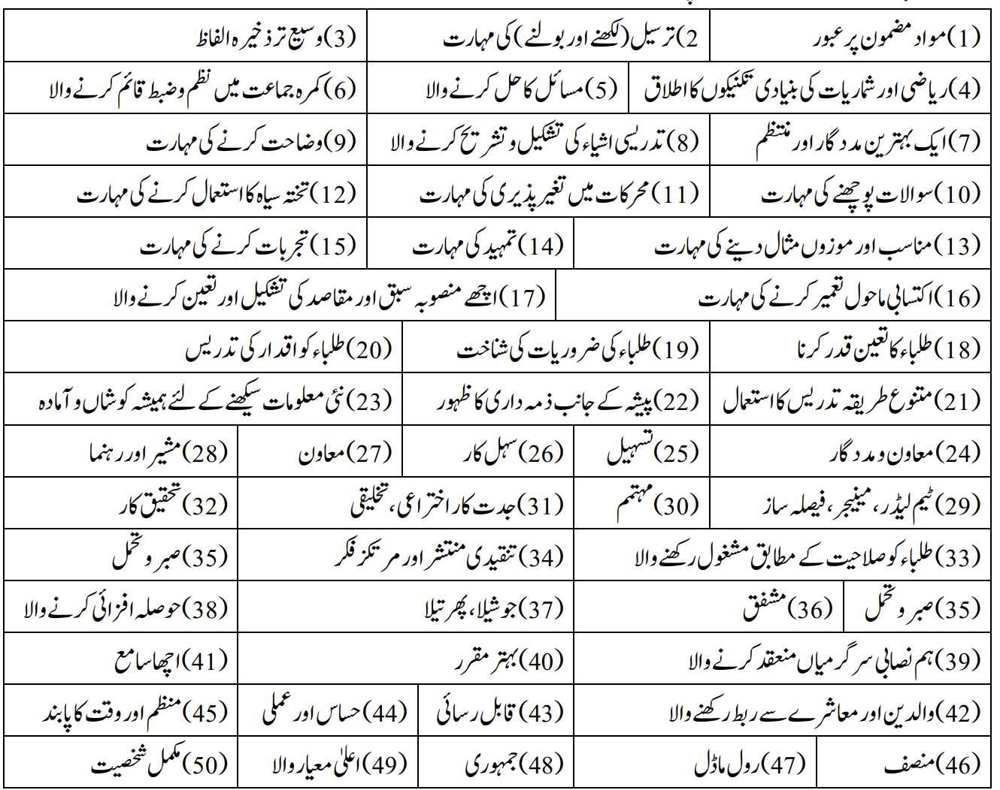 (1)مواد مضمون پر عبور 2)ترسیل(لکھنے اور بولنے) کی مہارت (3)وسیع تر ذخیرہ الفاظ
(4)ریاضی اور شماریات کی بنیادی تکنیکوں کا اطلاق (5)مسائل کا حل کرنے والا (6)کمرہ جماعت میں نظم و ضبط قائم کرنے والا
(7)ایک بہترین مددگار اور منتظم (8)تدریسی اشیاء کی تشکیل و تشریح کرنے والا (9)وضاحت کرنے کی مہارت
(10)سوالات پوچھنے کی مہارت (11)محرکات میں تغیر پذیری کی مہارت (12)تختہ سیاہ کا استعمال کرنے کی مہارت
(13)مناسب اور موزوں مثال دینے کی مہارت (14)تمہید کی مہارت (15)تجربات کرنے کی مہارت
(16)اکتسابی ماحول تعمیر کرنے کی مہارت (17)اچھے منصوبہ سبق اور مقاصد کی تشکیل اور تعین کرنے والا
(18)طلباء کا تعین قدر کرنا (19)طلباء کی ضروریات کی شناخت (20)طلباء کو اقدار کی تدریس
(21)متنوع طریقہ تدریس کا استعمال (22)پیشہ کے جانب ذمہ داری کا ظہور (23)نئی معلومات سیکھنے کے لئے ہمیشہ کوشاں و آمادہ
(24)معاون و مددگار (25)تسہیل (26)سہل کار (27)معاون (28)مشیر اور رہنما
(29)ٹیم لیڈر، مینیجر، فیصلہ ساز (30)مہتمم (31)جدت کار اختراعی، تخلیقی (32)تحقیق کار
(33)طلباء کو صلاحیت کے مطابق مشغول رکھنے والا (34)تنقیدی منتشر اور مرتکز فکر (35)صبر و تحمل
(35)صبر و تحمل (36)مشفق (37)جوشیلا، پھرتیلا (38)حوصلہ افزائی کرنے والا
(39)ہم نصابی سرگرمیاں منعقد کرنے والا (40)بہتر مقرر (41)اچھا سامع
(42)والدین اور معاشرے سے ربط رکھنے والا (43)قابل رسائی (44)حساس اور عملی (45)منظم اور وقت کا پابند
(46)منصف (47)رول ماڈل (48)جمہوری (49)اعلیٰ معیار والا (50)مکمل شخصیت